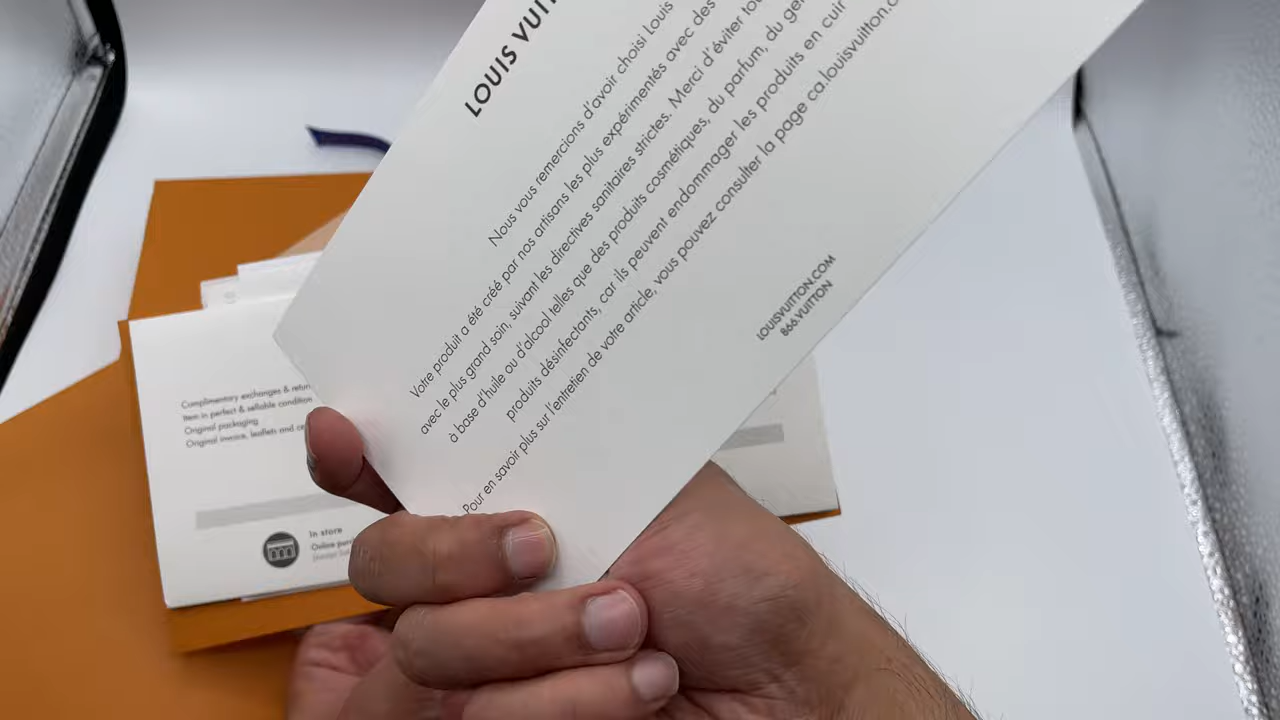 LOUIS VUIT
Nous vous remercions d'avoir choisi Louis
Votre produit a été créé par nos artisans les plus expérimentés avec des
avec le plus grand soin, suivant les directives sanitaires strictes. Merci d'éviter tou
à base d'huile ou d'alcool telles que des produits cosmétiques, du parfum, du gel
produits désinfectants, car ils peuvent endommager les produits en cuir
Pour en savoir plus sur l'entretien de votre article, vous pouvez consulter la page ca.louisvuitton.c
LOUISVUITTON.COM
866.VUITTON
Complimentary exchanges & retur
Item in perfect & sellable condition
Original packaging
Original invoice, leaflets and ce
In store
Online pur